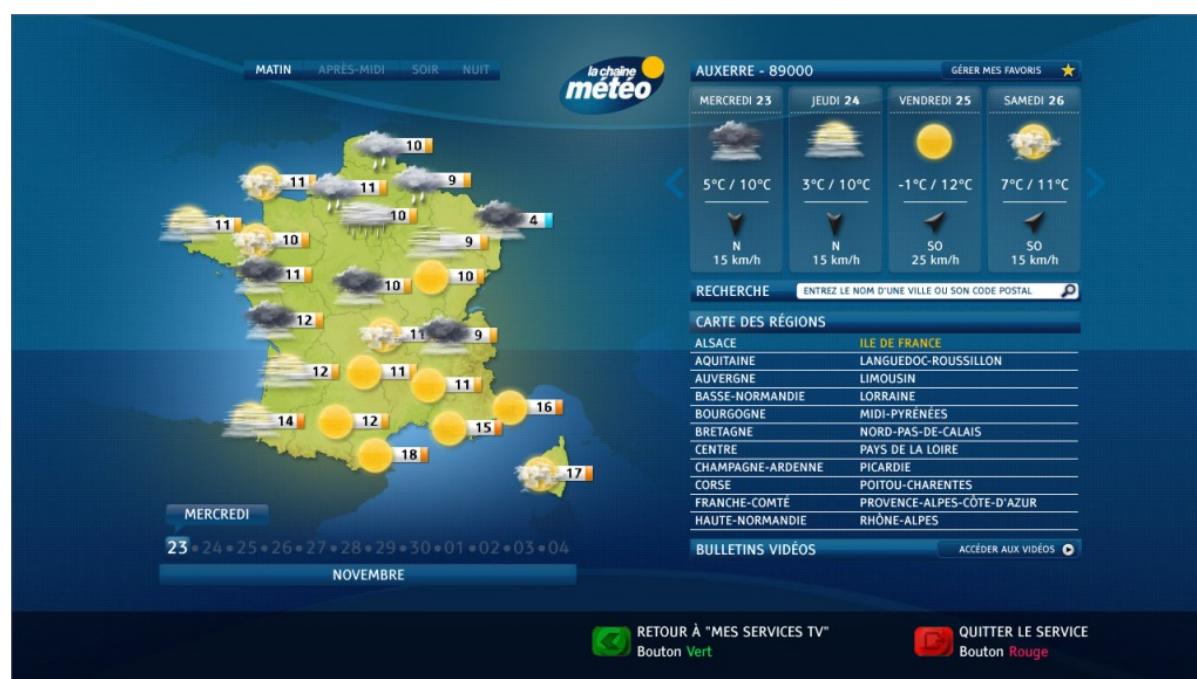 MATIN APRÈS-MIDI SOIR NUIT
la chaîne
météo
10
11
11
9
11
10
4
10
9
11
10
10
12
11
9
12
11
11
16
14
12
15
18
17
MERCREDI
23 • 24 • 25 • 26 • 27 • 28 • 29 • 30 • 01 • 02 • 03 • 04
NOVEMBRE
AUXERRE - 89000 GÉRER MES FAVORIS
MERCREDI 23 JEUDI 24 VENDREDI 25 SAMEDI 26
5°C / 10°C 3°C / 10°C -1°C / 12°C 7°C / 11°C
N N SO SO
15 km/h 15 km/h 25 km/h 15 km/h
RECHERCHE ENTREZ LE NOM D'UNE VILLE OU SON CODE POSTAL
CARTE DES RÉGIONS
ALSACE ILE DE FRANCE
AQUITAINE LANGUEDOC-ROUSSILLON
AUVERGNE LIMOUSIN
BASSE-NORMANDIE LORRAINE
BOURGOGNE MIDI-PYRÉNÉES
BRETAGNE NORD-PAS-DE-CALAIS
CENTRE PAYS DE LA LOIRE
CHAMPAGNE-ARDENNE PICARDIE
CORSE POITOU-CHARENTES
FRANCHE-COMTÉ PROVENCE-ALPES-CÔTE-D'AZUR
HAUTE-NORMANDIE RHÔNE-ALPES
BULLETINS VIDÉOS ACCÉDER AUX VIDÉOS
RETOUR À "MES SERVICES TV" QUITTER LE SERVICE
Bouton Vert Bouton Rouge